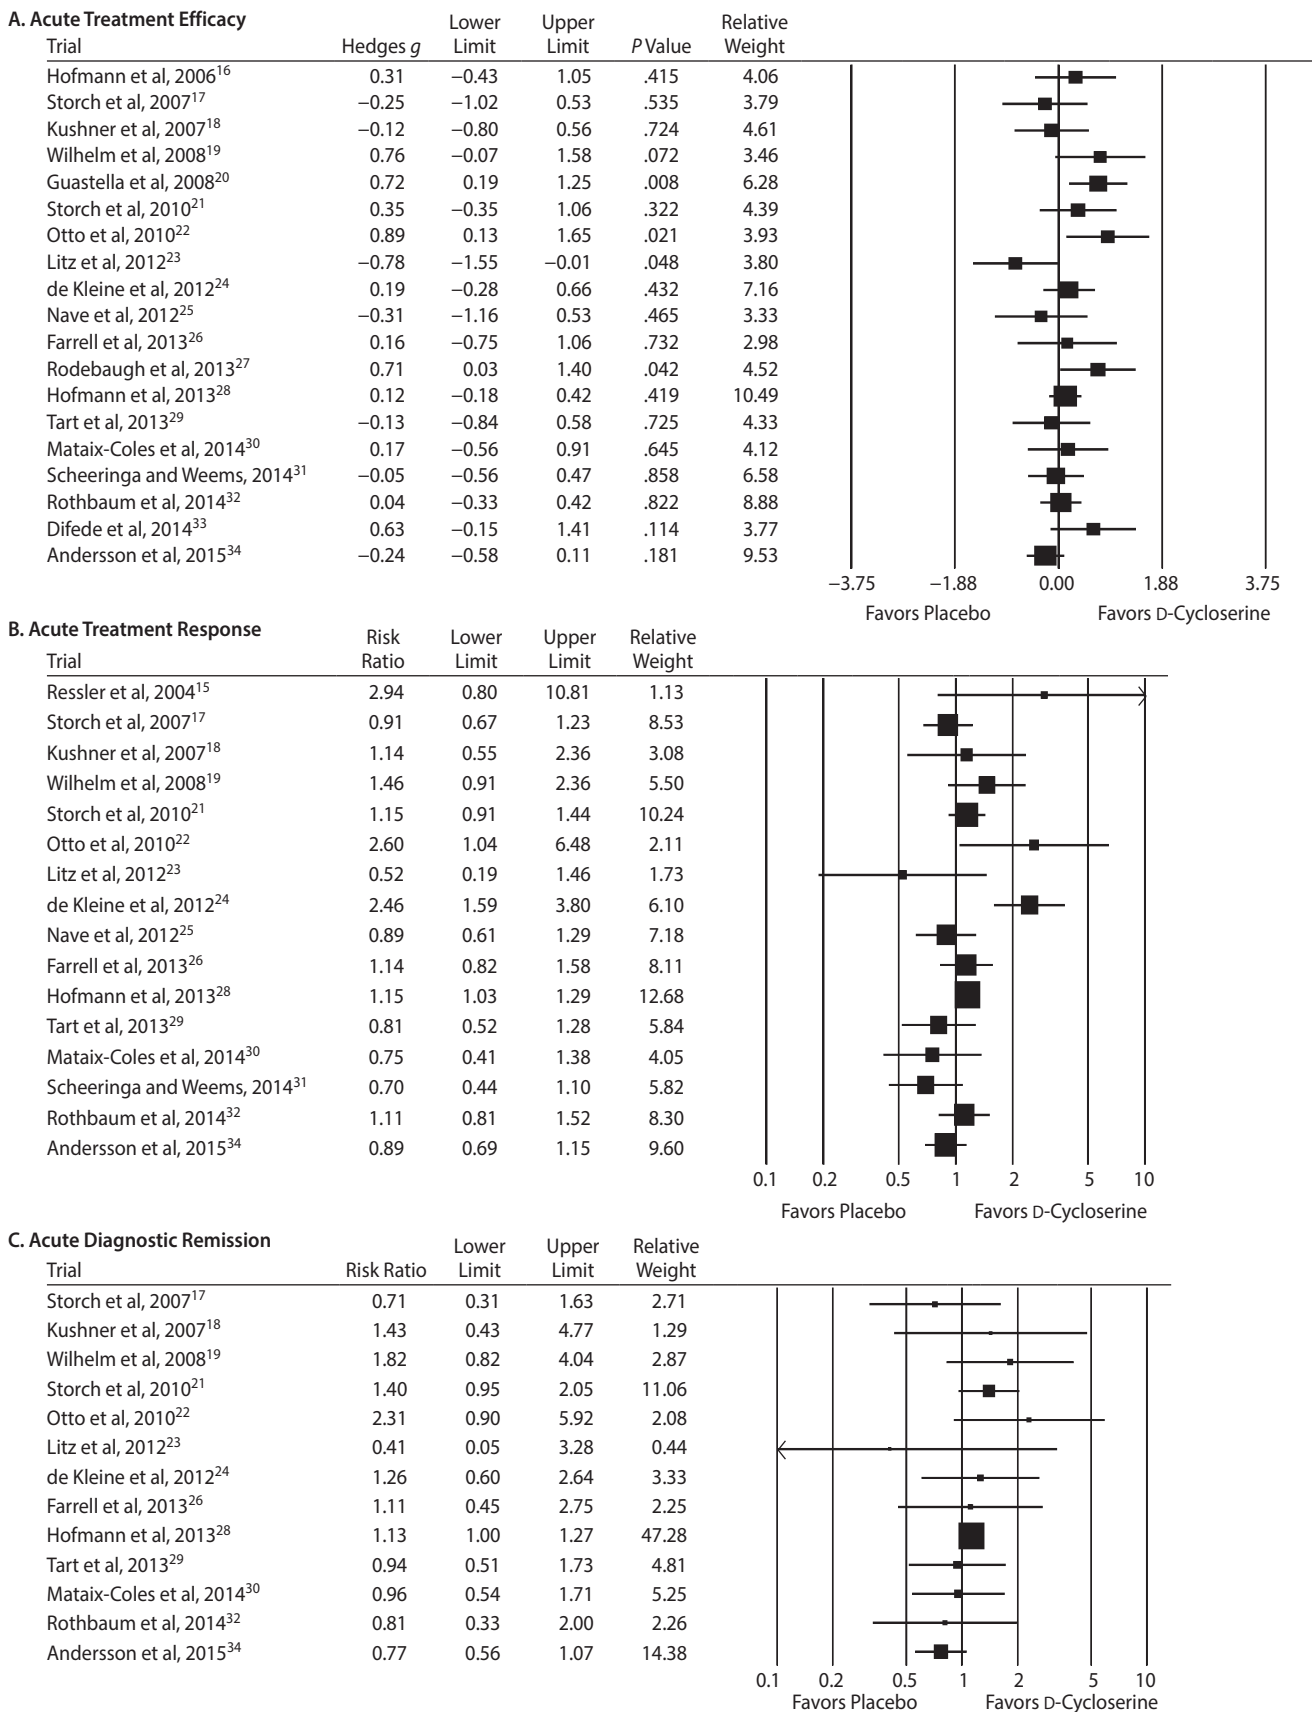 A. Acute Treatment Efficacy
Trial Hedges g Lower Limit Upper Limit P Value Relative Weight
Hofmann et al, 2006¹⁶ 0.31 −0.43 1.05 .415 4.06
Storch et al, 2007¹⁷ −0.25 −1.02 0.53 .535 3.79
Kushner et al, 2007¹⁸ −0.12 −0.80 0.56 .724 4.61
Wilhelm et al, 2008¹⁹ 0.76 −0.07 1.58 .072 3.46
Guastella et al, 2008²⁰ 0.72 0.19 1.25 .008 6.28
Storch et al, 2010²¹ 0.35 −0.35 1.06 .322 4.39
Otto et al, 2010²² 0.89 0.13 1.65 .021 3.93
Litz et al, 2012²³ −0.78 −1.55 −0.01 .048 3.80
de Kleine et al, 2012²⁴ 0.19 −0.28 0.66 .432 7.16
Nave et al, 2012²⁵ −0.31 −1.16 0.53 .465 3.33
Farrell et al, 2013²⁶ 0.16 −0.75 1.06 .732 2.98
Rodebaugh et al, 2013²⁷ 0.71 0.03 1.40 .042 4.52
Hofmann et al, 2013²⁸ 0.12 −0.18 0.42 .419 10.49
Tart et al, 2013²⁹ −0.13 −0.84 0.58 .725 4.33
Mataix-Coles et al, 2014³⁰ 0.17 −0.56 0.91 .645 4.12
Scheeringa and Weems, 2014³¹ −0.05 −0.56 0.47 .858 6.58
Rothbaum et al, 2014³² 0.04 −0.33 0.42 .822 8.88
Difede et al, 2014³³ 0.63 −0.15 1.41 .114 3.77
Andersson et al, 2015³⁴ −0.24 −0.58 0.11 .181 9.53
−3.75 −1.88 0.00 1.88 3.75
Favors Placebo Favors D-Cycloserine
B. Acute Treatment Response
Trial Risk Ratio Lower Limit Upper Limit Relative Weight
Ressler et al, 2004¹⁵ 2.94 0.80 10.81 1.13
Storch et al, 2007¹⁷ 0.91 0.67 1.23 8.53
Kushner et al, 2007¹⁸ 1.14 0.55 2.36 3.08
Wilhelm et al, 2008¹⁹ 1.46 0.91 2.36 5.50
Storch et al, 2010²¹ 1.15 0.91 1.44 10.24
Otto et al, 2010²² 2.60 1.04 6.48 2.11
Litz et al, 2012²³ 0.52 0.19 1.46 1.73
de Kleine et al, 2012²⁴ 2.46 1.59 3.80 6.10
Nave et al, 2012²⁵ 0.89 0.61 1.29 7.18
Farrell et al, 2013²⁶ 1.14 0.82 1.58 8.11
Hofmann et al, 2013²⁸ 1.15 1.03 1.29 12.68
Tart et al, 2013²⁹ 0.81 0.52 1.28 5.84
Mataix-Coles et al, 2014³⁰ 0.75 0.41 1.38 4.05
Scheeringa and Weems, 2014³¹ 0.70 0.44 1.10 5.82
Rothbaum et al, 2014³² 1.11 0.81 1.52 8.30
Andersson et al, 2015³⁴ 0.89 0.69 1.15 9.60
0.1 0.2 0.5 1 2 5 10
Favors Placebo Favors D-Cycloserine
C. Acute Diagnostic Remission
Trial Risk Ratio Lower Limit Upper Limit Relative Weight
Storch et al, 2007¹⁷ 0.71 0.31 1.63 2.71
Kushner et al, 2007¹⁸ 1.43 0.43 4.77 1.29
Wilhelm et al, 2008¹⁹ 1.82 0.82 4.04 2.87
Storch et al, 2010²¹ 1.40 0.95 2.05 11.06
Otto et al, 2010²² 2.31 0.90 5.92 2.08
Litz et al, 2012²³ 0.41 0.05 3.28 0.44
de Kleine et al, 2012²⁴ 1.26 0.60 2.64 3.33
Farrell et al, 2013²⁶ 1.11 0.45 2.75 2.25
Hofmann et al, 2013²⁸ 1.13 1.00 1.27 47.28
Tart et al, 2013²⁹ 0.94 0.51 1.73 4.81
Mataix-Coles et al, 2014³⁰ 0.96 0.54 1.71 5.25
Rothbaum et al, 2014³² 0.81 0.33 2.00 2.26
Andersson et al, 2015³⁴ 0.77 0.56 1.07 14.38
0.1 0.2 0.5 1 2 5 10
Favors Placebo Favors D-Cycloserine